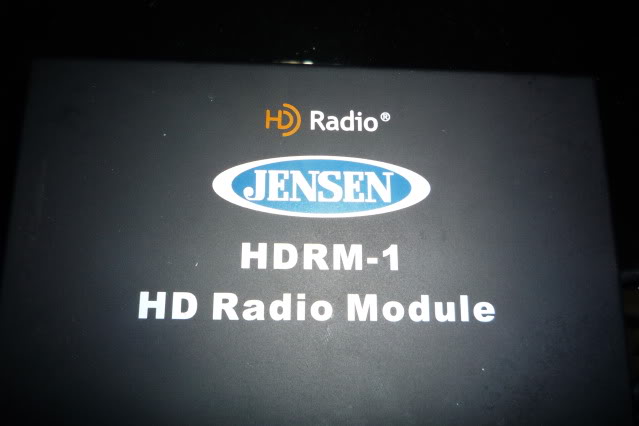 HD Radio®
JENSEN
HDRM-1
HD Radio Module